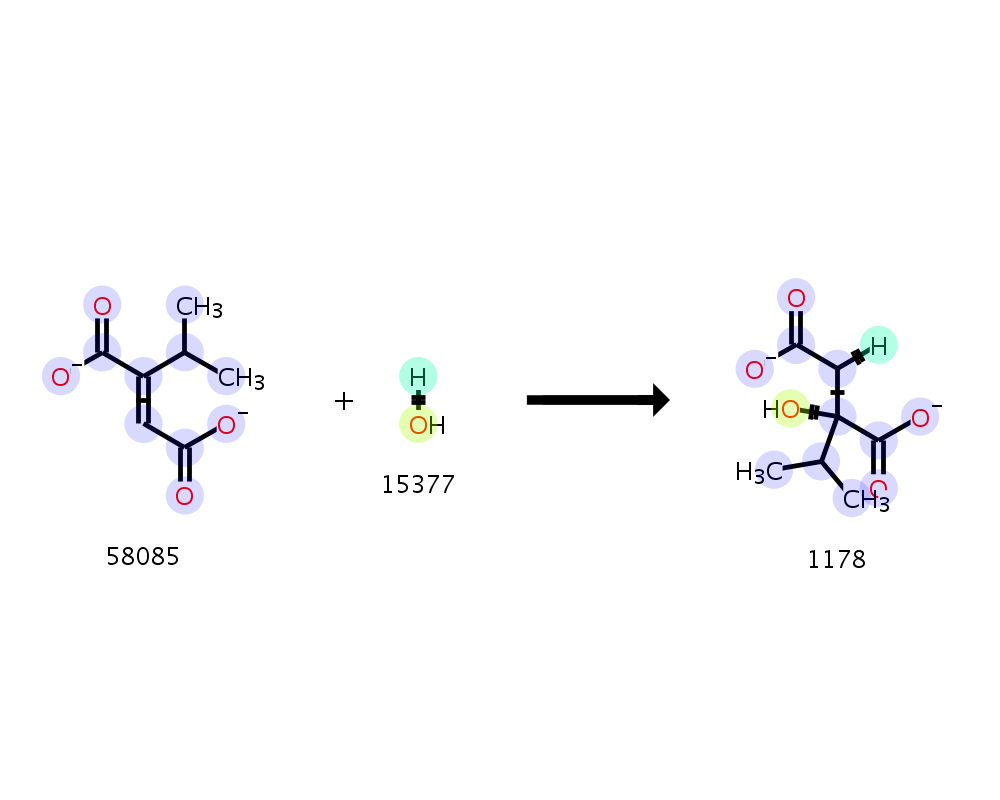 O CH3
O− CH3
O−
O
58085
+
H
OH
15377
O
O− H
HO O−
H3C O
CH3
1178